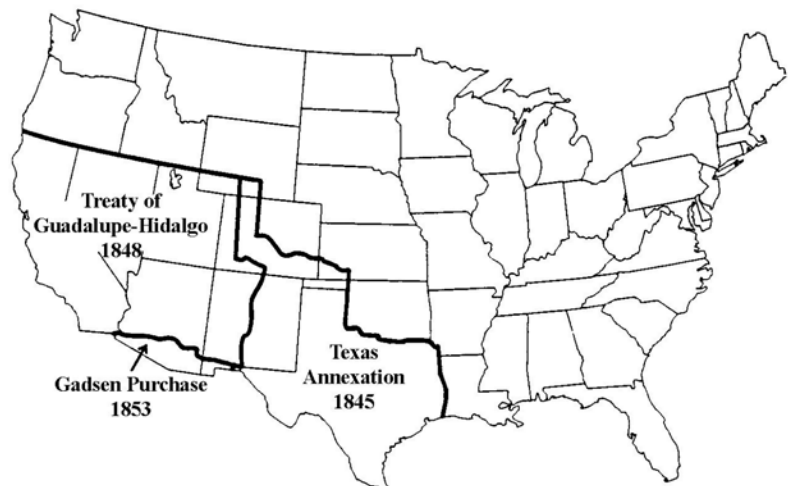 Treaty of
Guadalupe-Hidalgo
1848
Gadsen Purchase
1853
Texas
Annexation
1845